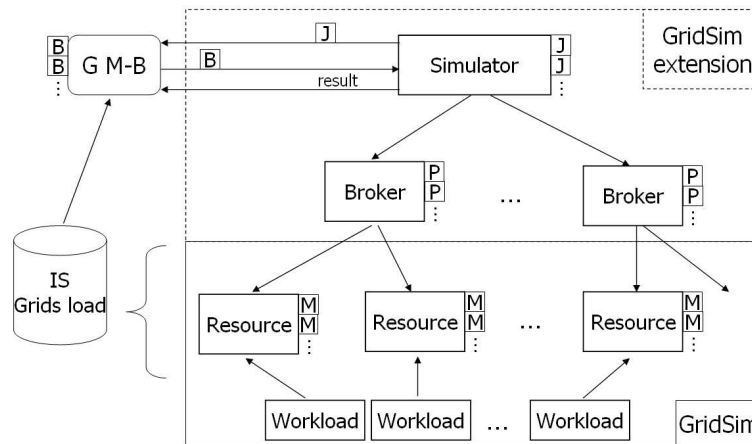 B
B
⋮
G M-B
J
B
result
Simulator
J
J
⋮
GridSim
extension
Broker
P
P
⋮
...
Broker
P
P
⋮
IS
Grids load
Resource
M
M
⋮
Resource
M
M
⋮
...
Resource
M
M
⋮
Workload
Workload
...
Workload
GridSim